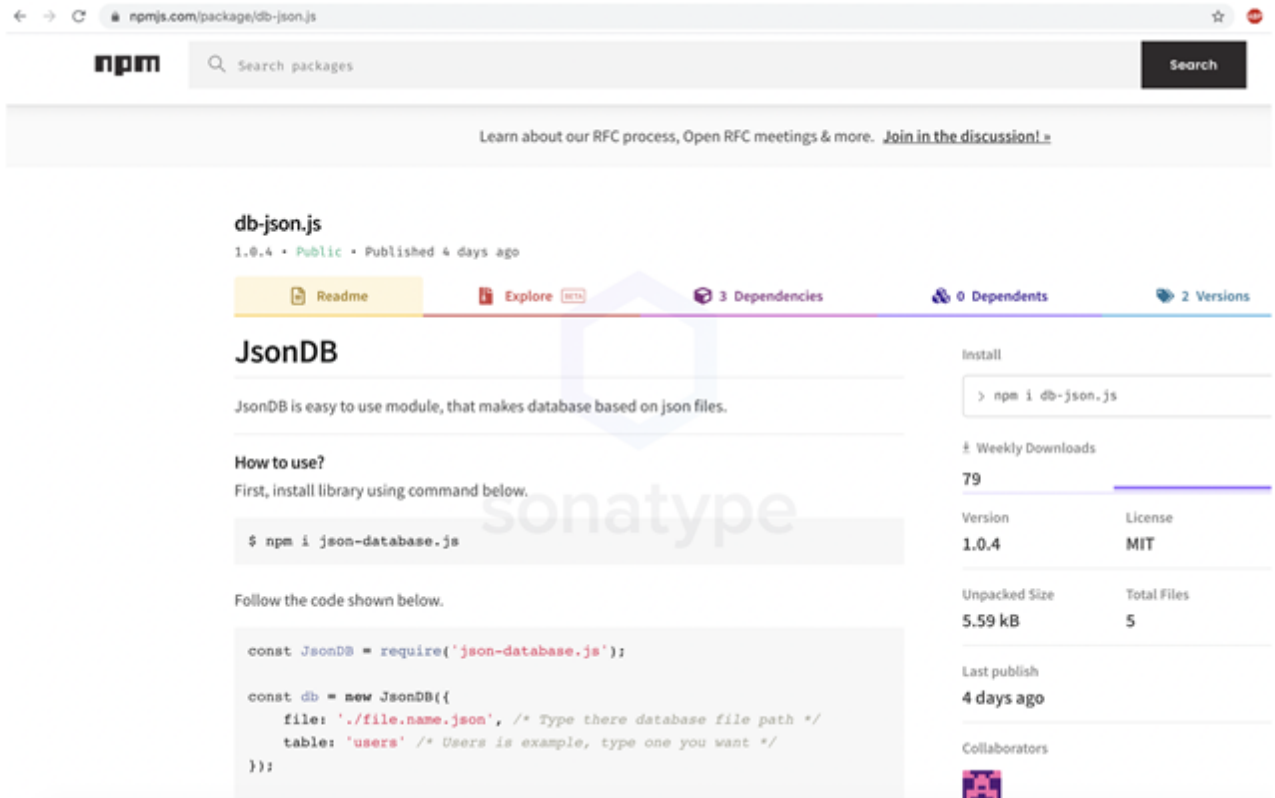 npmjs.com/package/db-json.js
npm
Search packages
Search
Learn about our RFC process, Open RFC meetings & more. Join in the discussion! »
db-json.js
1.0.4 • Public • Published 4 days ago
Readme
Explore BETA
3 Dependencies
0 Dependents
2 Versions
JsonDB
JsonDB is easy to use module, that makes database based on json files.
How to use?
First, install library using command below.
$ npm i json-database.js
Follow the code shown below.
const JsonDB = require('json-database.js');
const db = new JsonDB({
file: './file.name.json', /* Type there database file path */
table: 'users' /* Users is example, type one you want */
});
Install
> npm i db-json.js
Weekly Downloads
79
Version
License
1.0.4
MIT
Unpacked Size
Total Files
5.59 kB
5
Last publish
4 days ago
Collaborators
sonatype
ABP